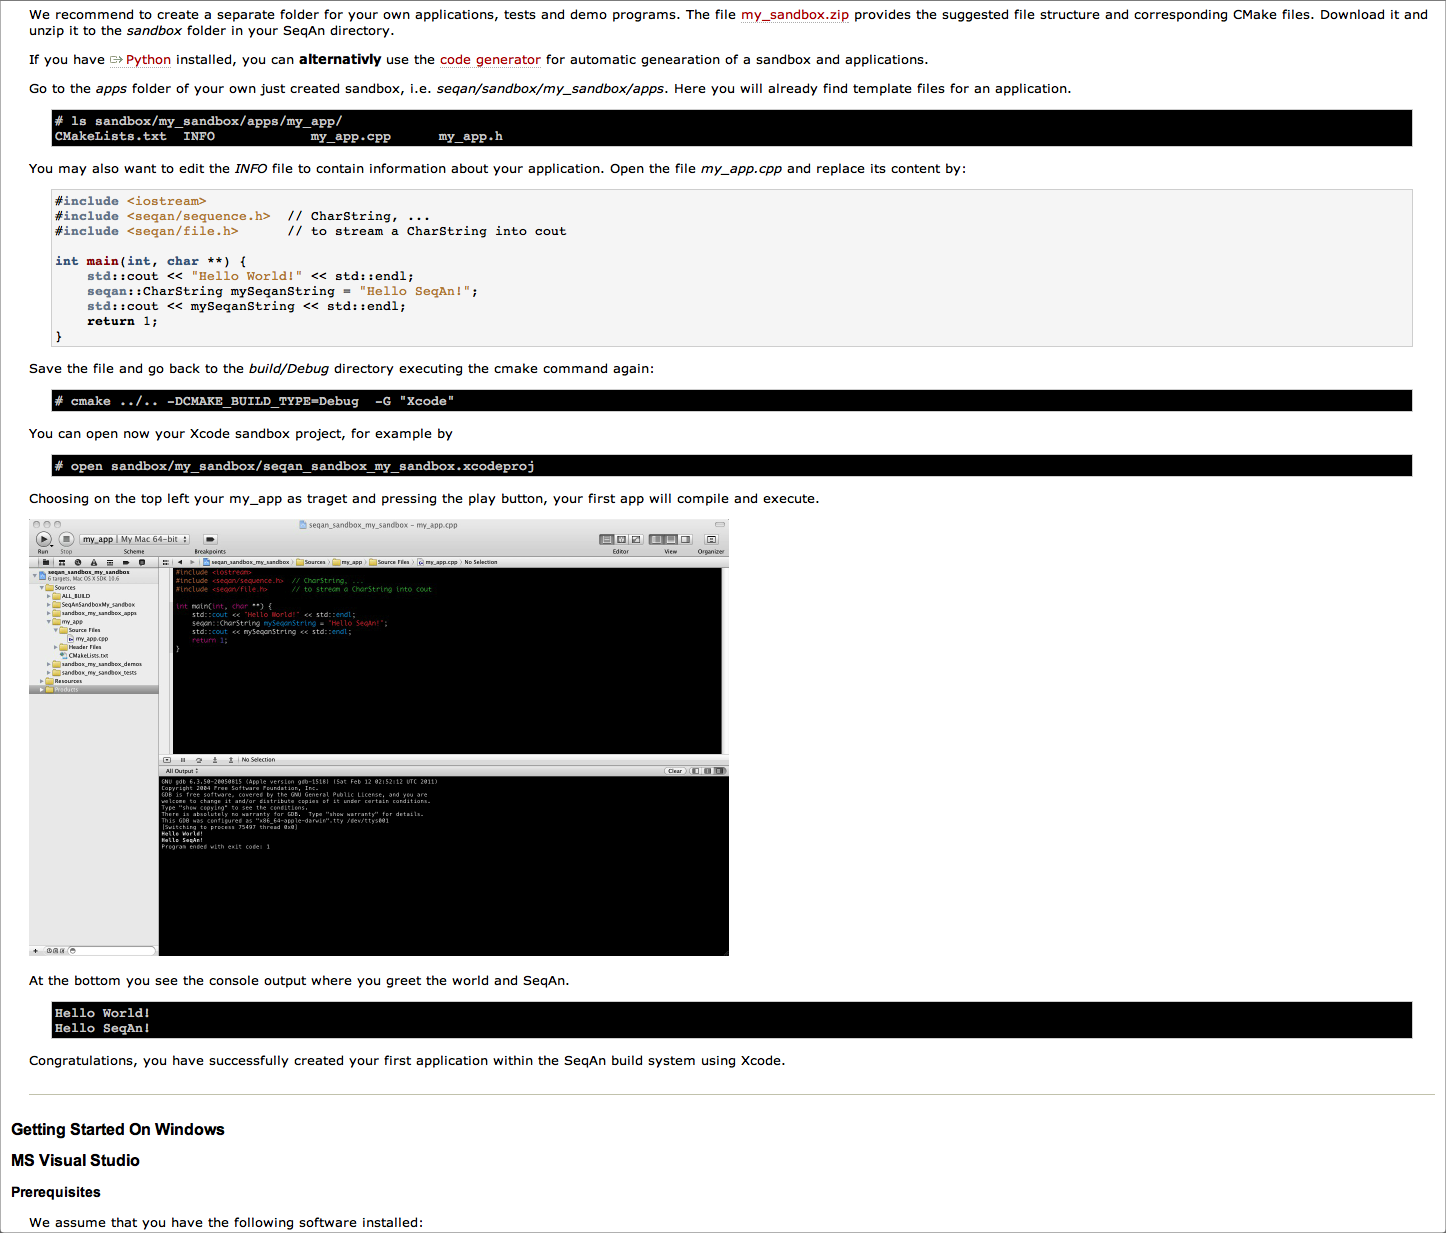 We recommend to create a separate folder for your own applications, tests and demo programs. The file my_sandbox.zip provides the suggested file structure and corresponding CMake files. Download it and
unzip it to the sandbox folder in your SeqAn directory.
If you have Python installed, you can alternativly use the code generator for automatic genearation of a sandbox and applications.
Go to the apps folder of your own just created sandbox, i.e. seqan/sandbox/my_sandbox/apps. Here you will already find template files for an application.
# ls sandbox/my_sandbox/apps/my_app/
CMakeLists.txt  INFO            my_app.cpp      my_app.h
You may also want to edit the INFO file to contain information about your application. Open the file my_app.cpp and replace its content by:
#include <iostream>
#include <seqan/sequence.h>  // CharString, ...
#include <seqan/file.h>      // to stream a CharString into cout
int main(int, char **) {
    std::cout << "Hello World!" << std::endl;
    seqan::CharString mySeqanString = "Hello SeqAn!";
    std::cout << mySeqanString << std::endl;
    return 1;
}
Save the file and go back to the build/Debug directory executing the cmake command again:
# cmake ../.. -DCMAKE_BUILD_TYPE=Debug  -G "Xcode"
You can open now your Xcode sandbox project, for example by
# open sandbox/my_sandbox/seqan_sandbox_my_sandbox.xcodeproj
Choosing on the top left your my_app as traget and pressing the play button, your first app will compile and execute.
seqan_sandbox_my_sandbox - my_app.cpp
my_app | My Mac 64-bit
Run Stop Scheme Breakpoints Editor View Organizer
seqan_sandbox_my_sandbox Sources my_app Source Files my_app.cpp No Selection
seqan_sandbox_my_sandbox
6 targets, Mac OS X SDK 10.6
Sources
ALL_BUILD
SeqAnSandboxMy_sandbox
sandbox_my_sandbox_apps
my_app
Source Files
my_app.cpp
Header Files
CMakeLists.txt
sandbox_my_sandbox_demos
sandbox_my_sandbox_tests
Resources
Products
#include <iostream>
#include <seqan/sequence.h>  // CharString, ...
#include <seqan/file.h>      // to stream a CharString into cout
int main(int, char **) {
    std::cout << "Hello World!" << std::endl;
    seqan::CharString mySeqanString = "Hello SeqAn!";
    std::cout << mySeqanString << std::endl;
    return 1;
}
No Selection
All Output Clear
GNU gdb 6.3.50-20050815 (Apple version gdb-1518) (Sat Feb 12 02:52:12 UTC 2011)
Copyright 2004 Free Software Foundation, Inc.
GDB is free software, covered by the GNU General Public License, and you are
welcome to change it and/or distribute copies of it under certain conditions.
Type "show copying" to see the conditions.
There is absolutely no warranty for GDB.  Type "show warranty" for details.
This GDB was configured as "x86_64-apple-darwin".tty /dev/ttys001
[Switching to process 75497 thread 0x0]
Hello World!
Hello SeqAn!
Program ended with exit code: 1
At the bottom you see the console output where you greet the world and SeqAn.
Hello World!
Hello SeqAn!
Congratulations, you have successfully created your first application within the SeqAn build system using Xcode.
Getting Started On Windows
MS Visual Studio
Prerequisites
We assume that you have the following software installed: